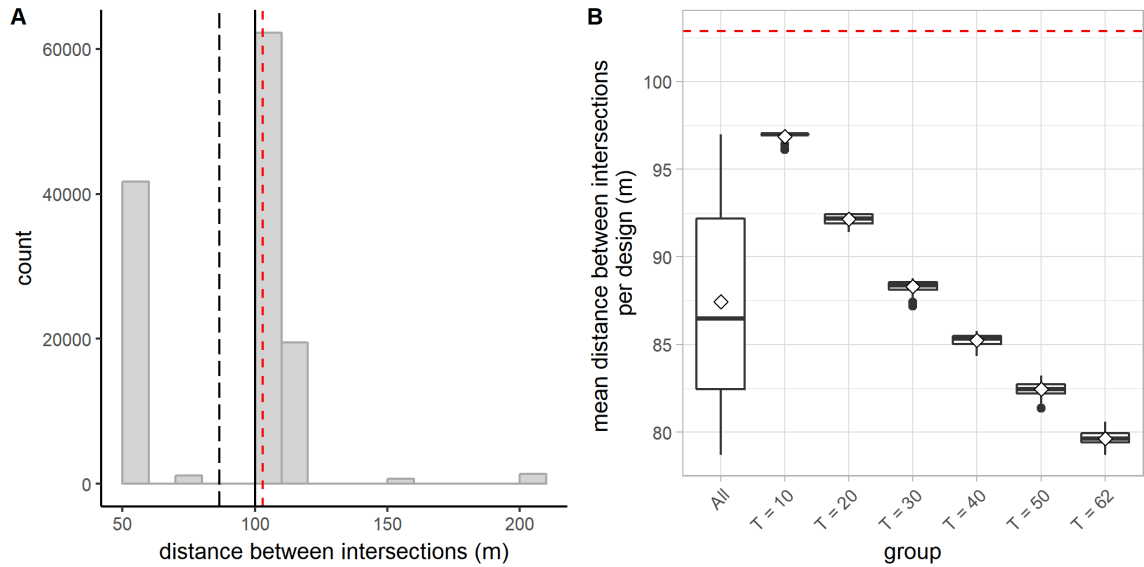 A
count
60000
40000
20000
0
50
100
150
200
distance between intersections (m)
B
mean distance between intersections
per design (m)
100
95
90
85
80
All
T = 10
T = 20
T = 30
T = 40
T = 50
T = 62
group